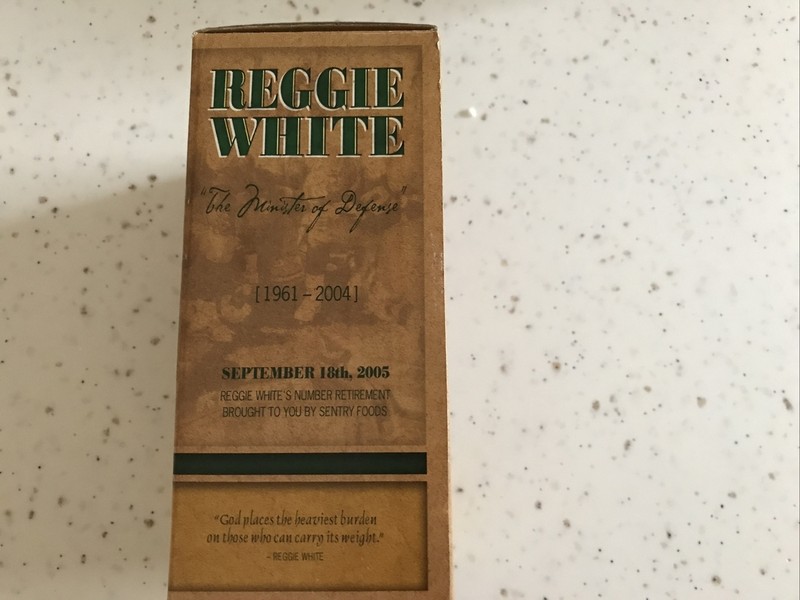 REGGIE
WHITE
"The Minister of Defense"
[1961 – 2004]
SEPTEMBER 18th, 2005
REGGIE WHITE'S NUMBER RETIREMENT
BROUGHT TO YOU BY SENTRY FOODS
"God places the heaviest burden
on those who can carry its weight."
- REGGIE WHITE